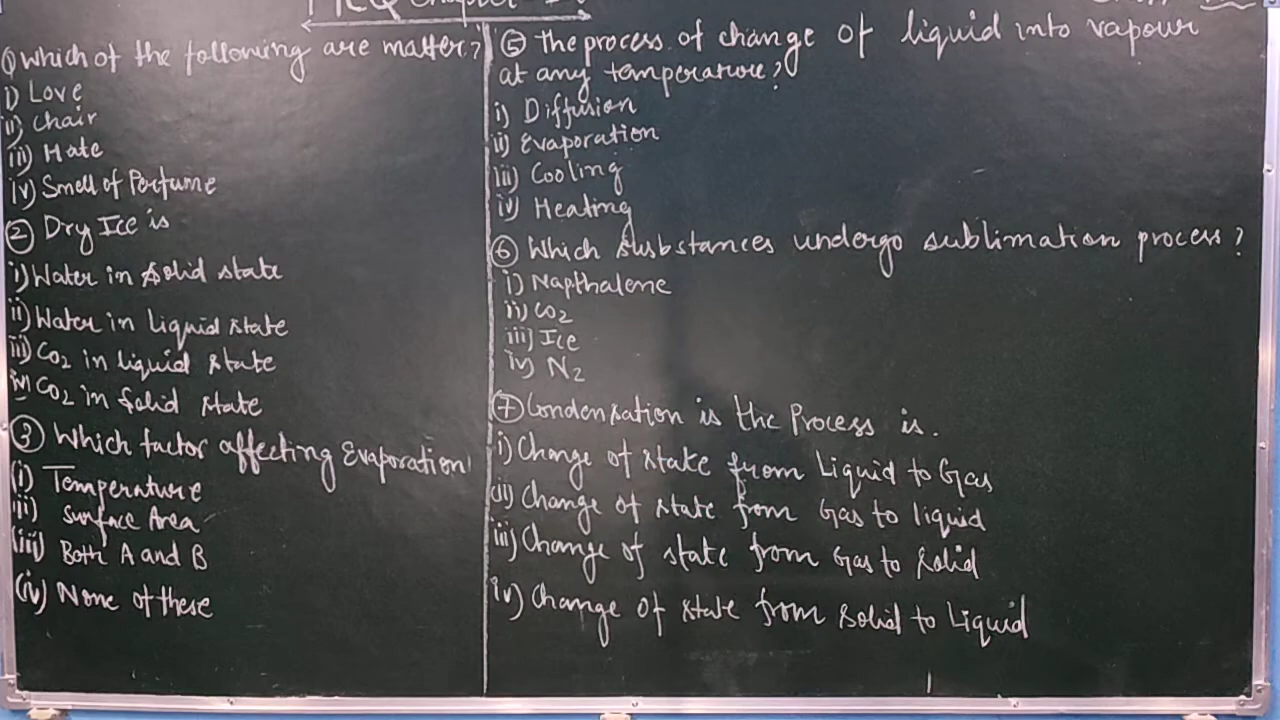 MCQ Chapter
Q Which of the following are matter?
i) Love
ii) Chair
iii) Hate
iv) Smell of Perfume
② Dry Ice is
i) Water in solid state
ii) Water in Liquid state
iii) CO2 in liquid state
iv) CO2 in Solid state
③ Which factor affecting Evaporation
(i) Temperature
ii) Surface Area
(iii) Both A and B
(iv) None of these
⑤ The process of change of liquid into vapour
at any temperature?
i) Diffusion
ii) Evaporation
iii) Cooling
iv) Heating
⑥ Which susbstances undergo sublimation process?
i) Napthalene
ii) CO2
iii) Ice
iv) N2
⑦ Condensation is the Process is.
i) Change of state from Liquid to Gas
ii) Change of state from Gas to liquid
iii) Change of state from Gas to solid
iv) Change of state from solid to Liquid